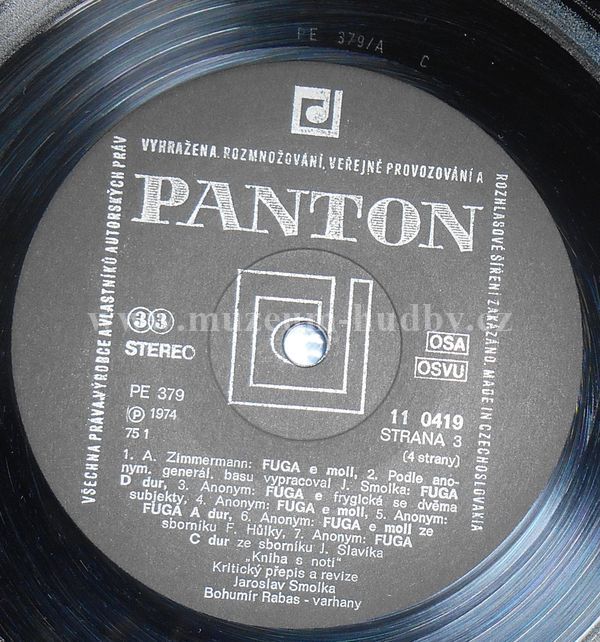 PE 379/A C
VYHRAŽENA. ROZMNOŽOVÁNÍ, VEŘEJNÉ PROVOZOVÁNÍ A
ROZHLASOVÉ ŠÍŘENÍ ZAKÁZÁNO. MADE IN CZECHOSLOVAKIA
VŠECHNA PRÁVA VÝROBCE A VLASTNÍKŮ AUTORSKÝCH PRÁV
PANTON
www.muzeum-hudby.cz
33
STEREO
OSA
OSVU
PE 379
Ⓟ 1974
75 1
11 0419
STRANA 3
(4 strany)
1. A. Zimmermann: FUGA e moll, 2. Podle ano-
nym. generál. basu vypracoval J. Smolka: FUGA
D dur, 3. Anonym: FUGA e frygická se dvěma
subjekty, 4. Anonym: FUGA e moll, 5. Anonym:
FUGA A dur, 6. Anonym: FUGA e moll ze
sborníku F. Hůlky, 7. Anonym: FUGA
C dur ze sborníku J. Slavíka
„Kniha s noti"
Kritický přepis a revize
Jaroslav Smolka
Bohumír Rabas - varhany